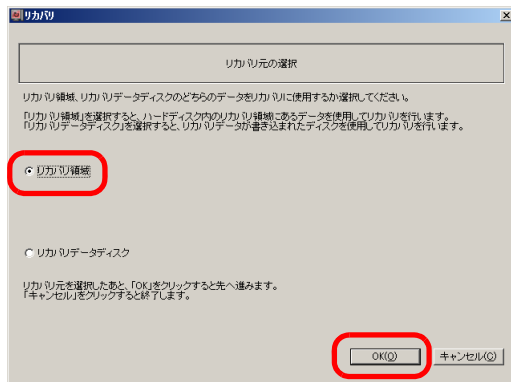 リカバリ
リカバリ元の選択
リカバリ領域、リカバリデータディスクのどちらのデータをリカバリに使用するか選択してください。
「リカバリ領域」を選択すると、ハードディスク内のリカバリ領域にあるデータを使用してリカバリを行います。
「リカバリデータディスク」を選択すると、リカバリデータが書き込まれたディスクを使用してリカバリを行います。
リカバリ領域
リカバリデータディスク
リカバリ元を選択したあと、「OK」をクリックすると先へ進みます。
「キャンセル」をクリックすると終了します。
OK(O) キャンセル(C)